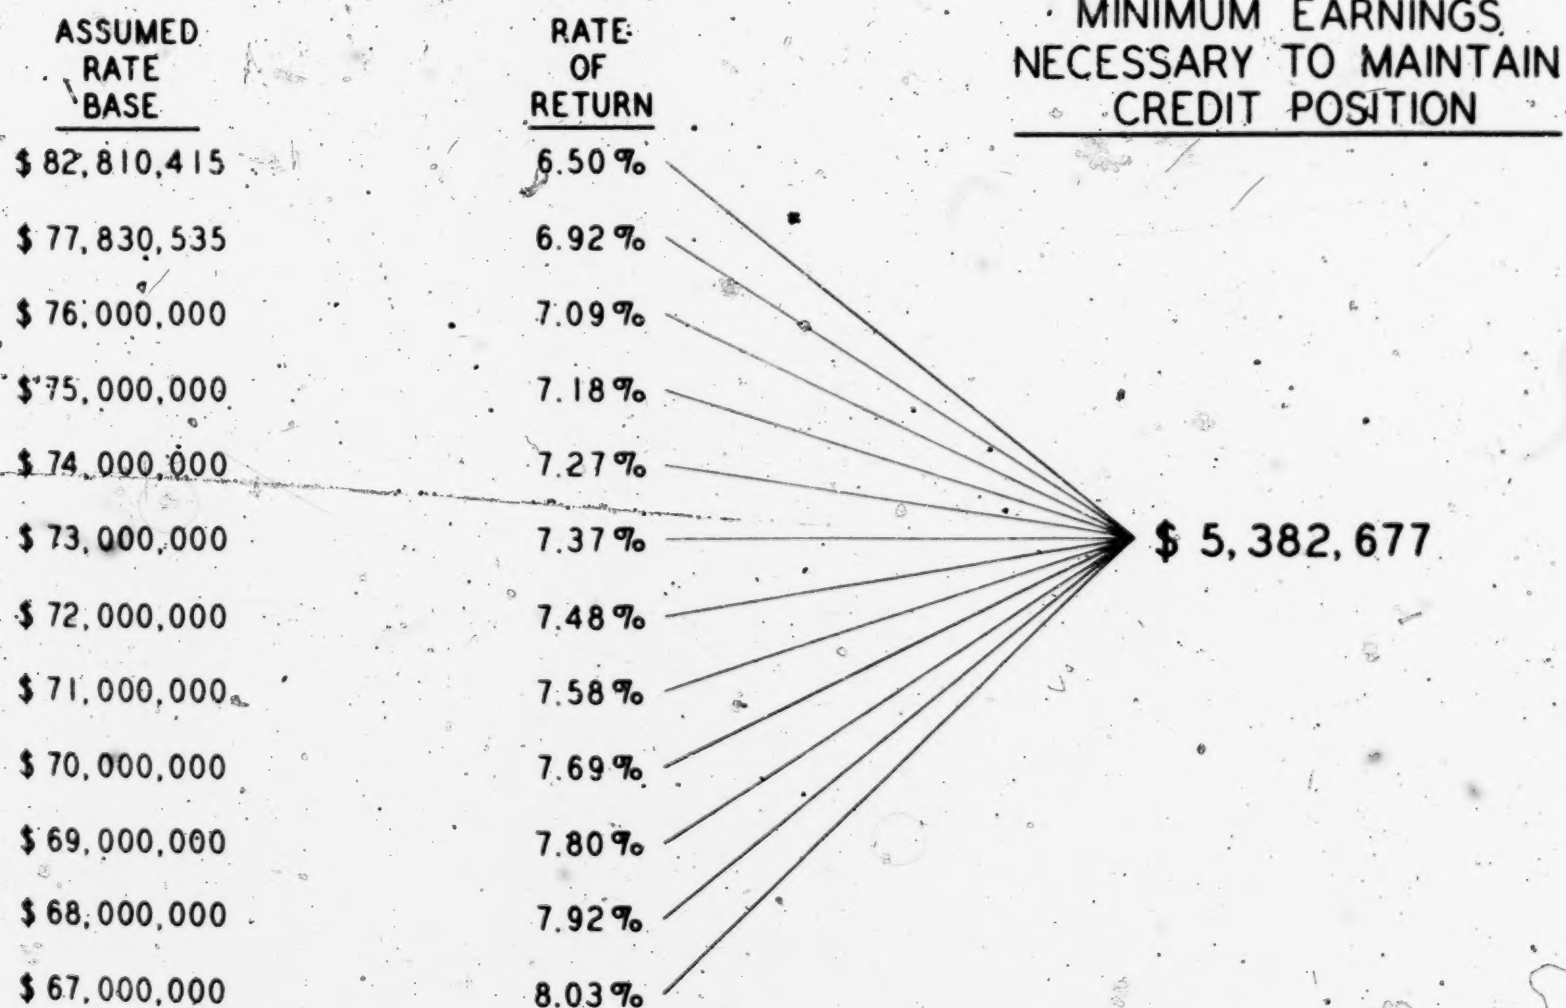 ASSUMED
RATE
BASE
RATE
OF
RETURN
MINIMUM EARNINGS
NECESSARY TO MAINTAIN
CREDIT POSITION
$ 82,810,415 6.50%
$ 77,830,535 6.92%
$ 76,000,000 7.09%
$ 75,000,000 7.18%
$ 74,000,000 7.27%
$ 73,000,000 7.37% $ 5,382,677
$ 72,000,000 7.48%
$ 71,000,000 7.58%
$ 70,000,000 7.69%
$ 69,000,000 7.80%
$ 68,000,000 7.92%
$ 67,000,000 8.03%